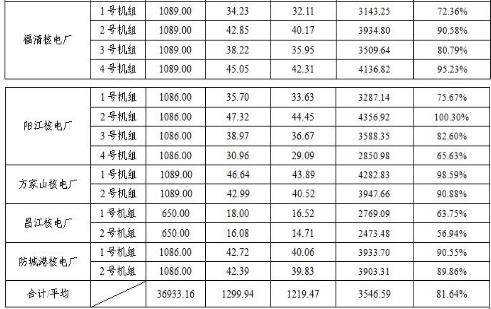 福清核电厂 1号机组 1089.00 34.23 32.11 3143.25 72.36%
2号机组 1089.00 42.85 40.17 3934.80 90.58%
3号机组 1089.00 38.22 35.95 3509.64 80.79%
4号机组 1089.00 45.05 42.31 4136.82 95.23%
阳江核电厂 1号机组 1086.00 35.70 33.63 3287.14 75.67%
2号机组 1086.00 47.32 44.45 4356.92 100.30%
3号机组 1086.00 38.97 36.67 3588.35 82.60%
4号机组 1086.00 30.96 29.09 2850.98 65.63%
方家山核电厂 1号机组 1089.00 46.64 43.89 4282.83 98.59%
2号机组 1089.00 42.99 40.52 3947.66 90.88%
昌江核电厂 1号机组 650.00 18.00 16.52 2769.09 63.75%
2号机组 650.00 16.08 14.71 2473.48 56.94%
防城港核电厂 1号机组 1086.00 42.72 40.06 3933.70 90.55%
2号机组 1086.00 42.39 39.83 3903.31 89.86%
合计/平均 36933.16 1299.94 1219.47 3546.59 81.64%